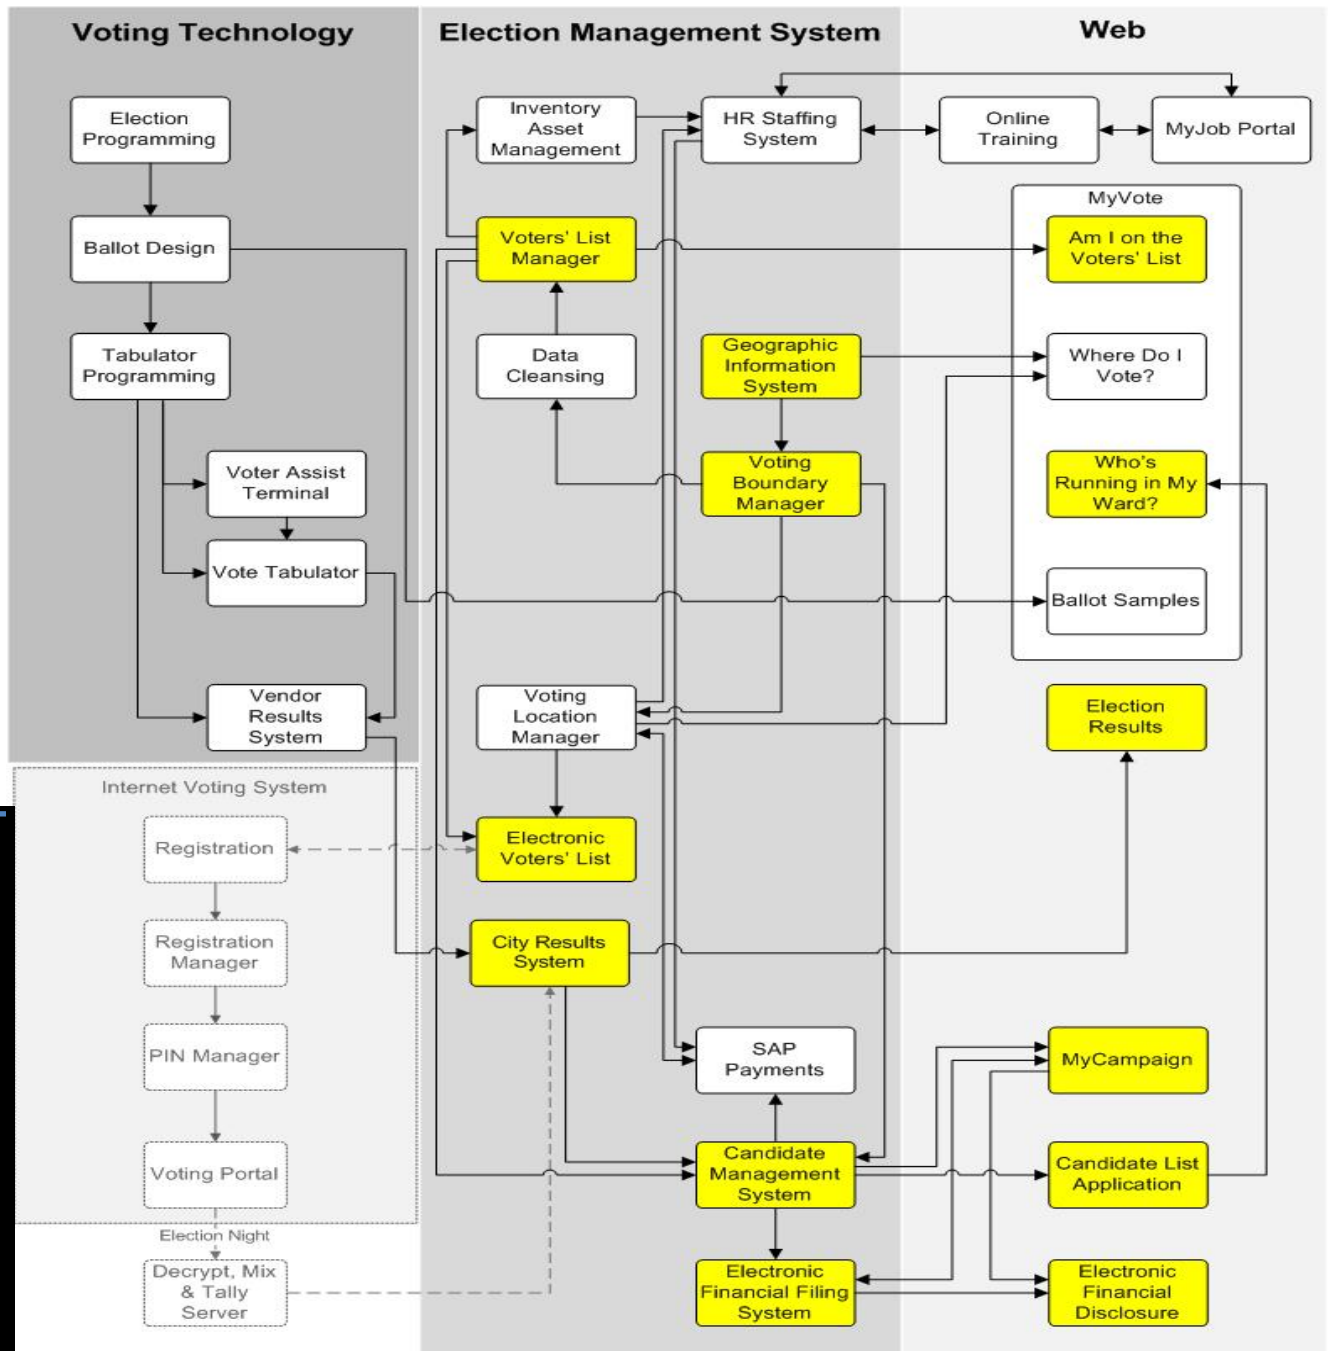 Voting Technology
Election
Programming
Ballot Design
Tabulator
Programming
Voter Assist
Terminal
Vote Tabulator
Vendor
Results
System
Internet Voting System
Registration
Registration
Manager
PIN Manager
Voting Portal
Election Night
Decrypt, Mix
& Tally
Server
Election Management System
Inventory
Asset
Management
HR Staffing
System
Voters' List
Manager
Data
Cleansing
Geographic
Information
System
Voting
Boundary
Manager
Voting
Location
Manager
Electronic
Voters' List
City Results
System
SAP
Payments
Candidate
Management
System
Electronic
Financial Filing
System
Web
Online
Training
MyJob Portal
MyVote
Am I on the
Voters' List
Where Do I
Vote?
Who's
Running in My
Ward?
Ballot Samples
Election
Results
MyCampaign
Candidate List
Application
Electronic
Financial
Disclosure